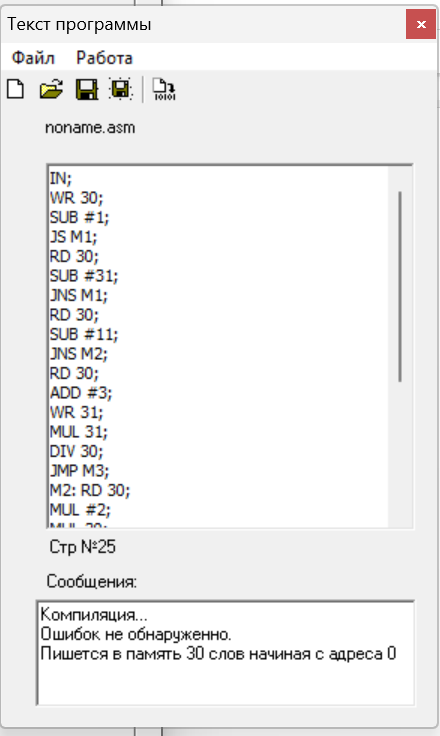 Текст программы
Файл Работа
noname.asm
IN;
WR 30;
SUB #1;
JS M1;
RD 30;
SUB #31;
JNS M1;
RD 30;
SUB #11;
JNS M2;
RD 30;
ADD #3;
WR 31;
MUL 31;
DIV 30;
JMP M3;
M2: RD 30;
MUL #2;
Стр №25
Сообщения:
Компиляция...
Ошибок не обнаруженно.
Пишется в память 30 слов начиная с адреса 0